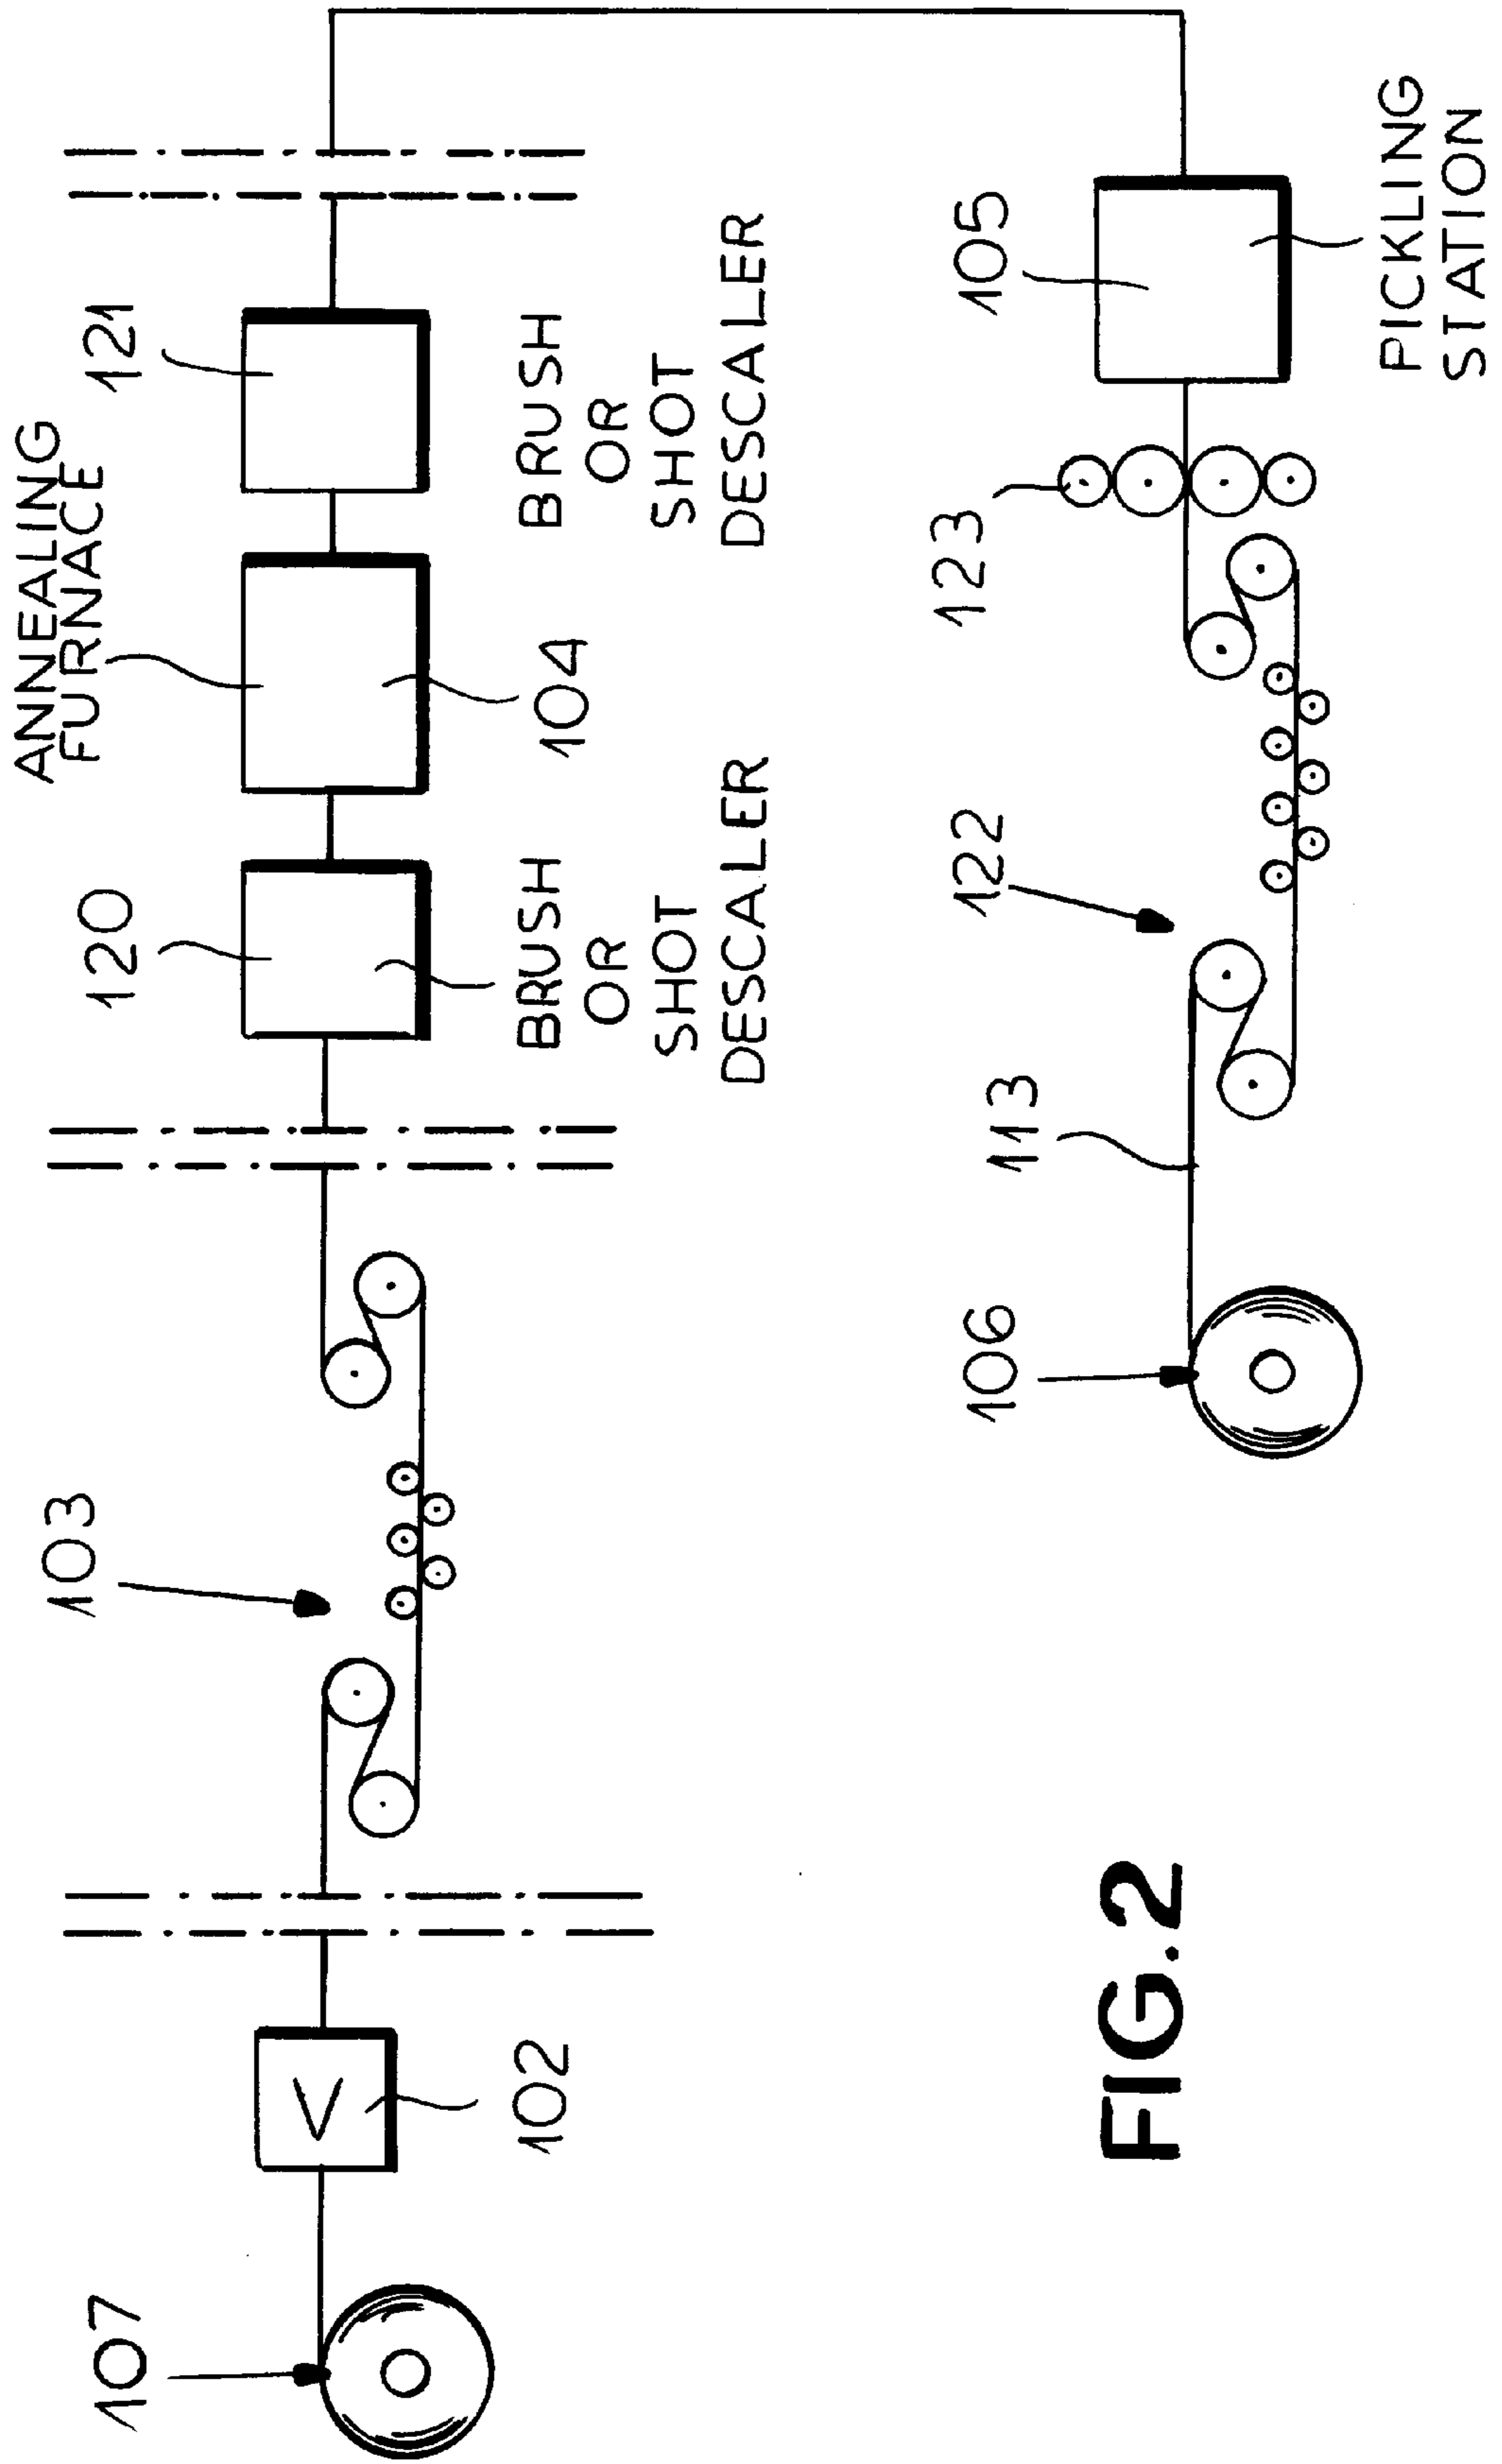 107
103
120
ANNEALING
FURNACE
121
102
BRUSH
OR
SHOT
DESCALER
104
BRUSH
OR
SHOT
DESCALER
106
113
122
123
105
PICKLING
STATION
FIG.2